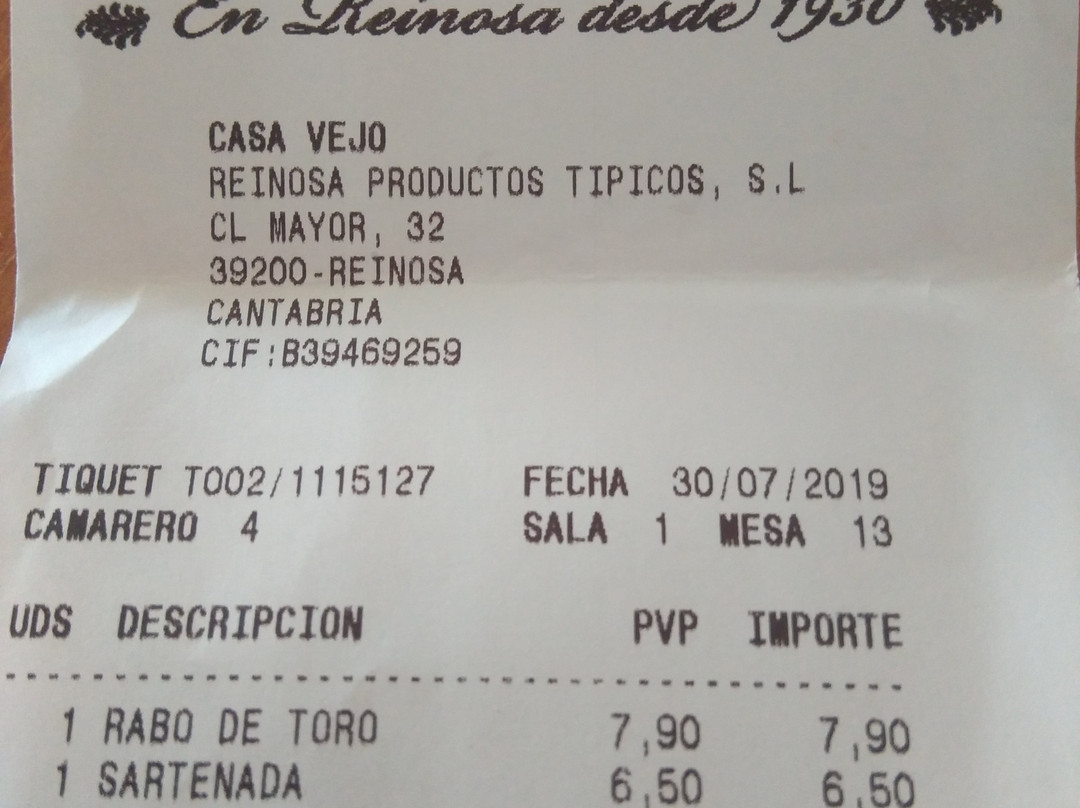 En Reinosa desde 1930
CASA VEJO
REINOSA PRODUCTOS TIPICOS, S.L
CL MAYOR, 32
39200-REINOSA
CANTABRIA
CIF:B39469259
TIQUET T002/1115127 FECHA 30/07/2019
CAMARERO 4 SALA 1 MESA 13
UDS DESCRIPCION PVP IMPORTE
1 RABO DE TORO 7,90 7,90
1 SARTENADA 6,50 6,50